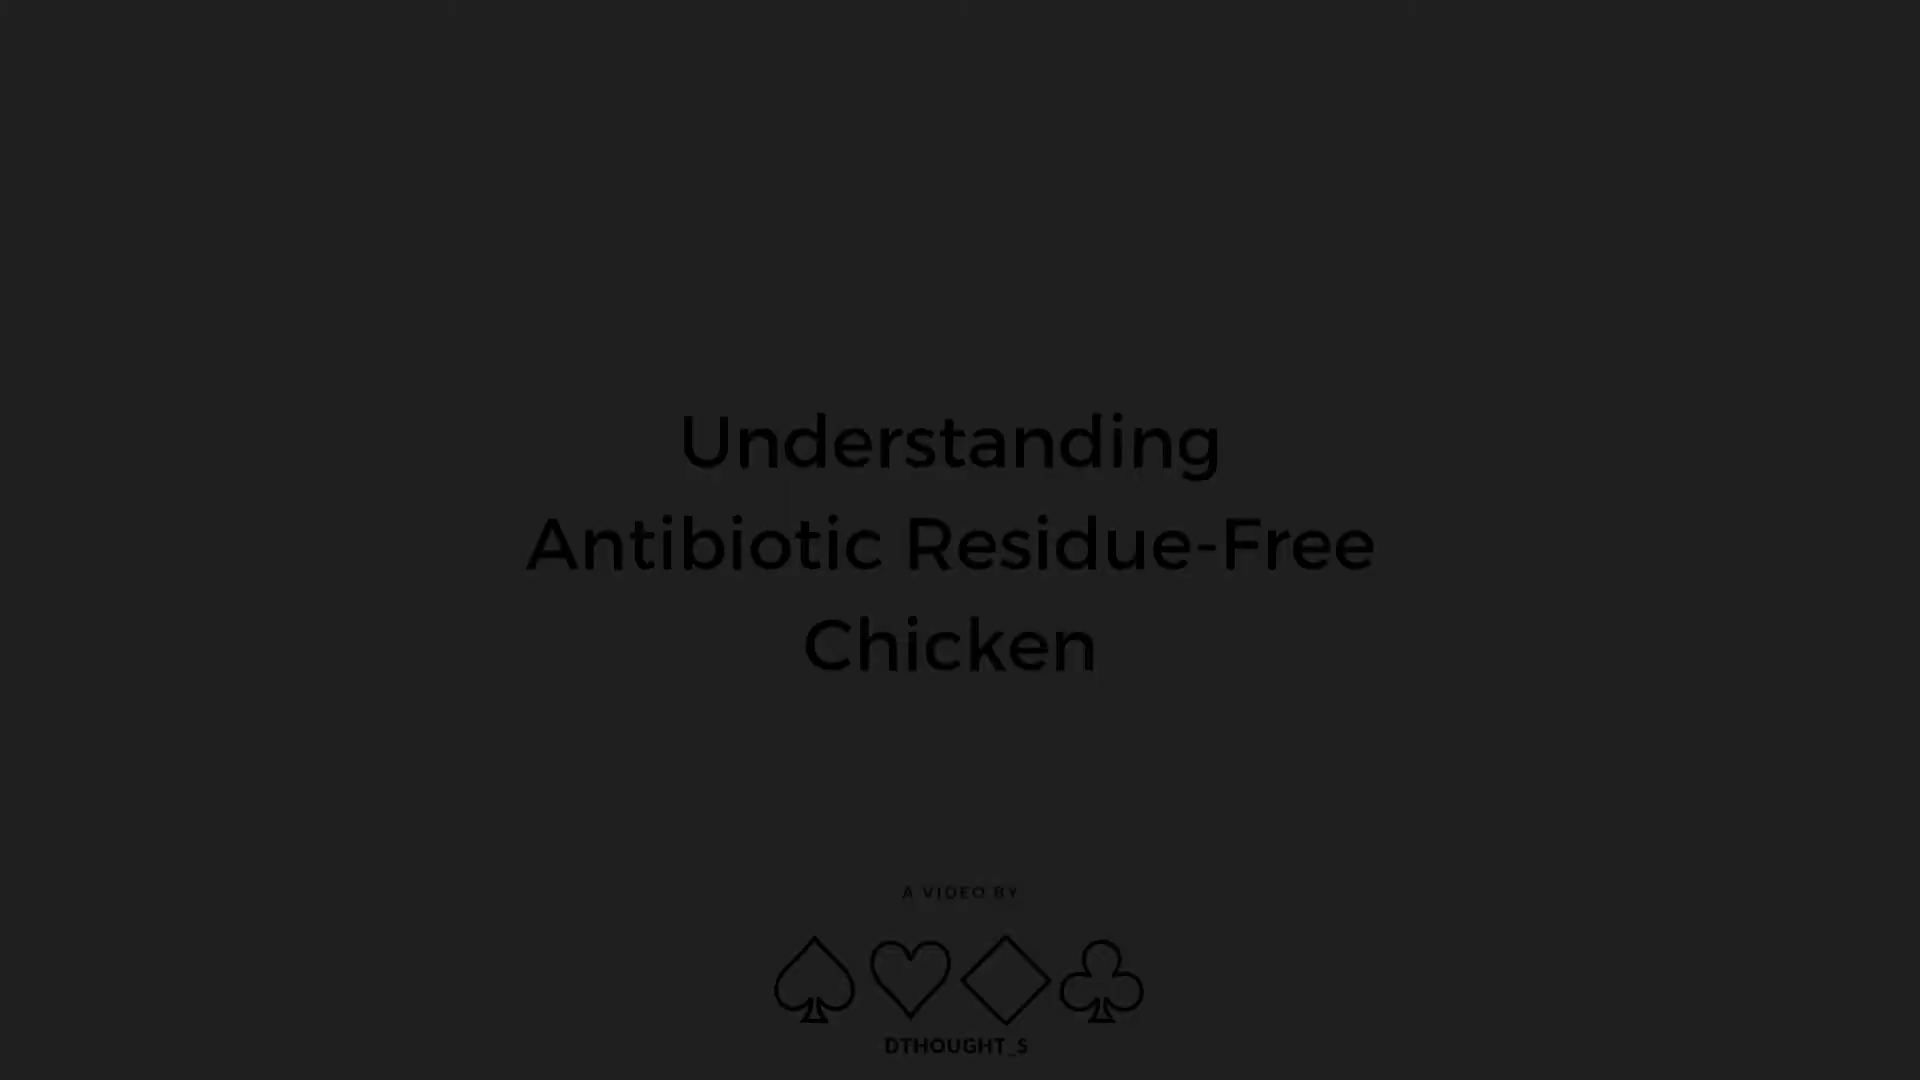 Understanding
Antibiotic Residue-Free
Chicken
A VIDEO BY
DTHOUGHT_S